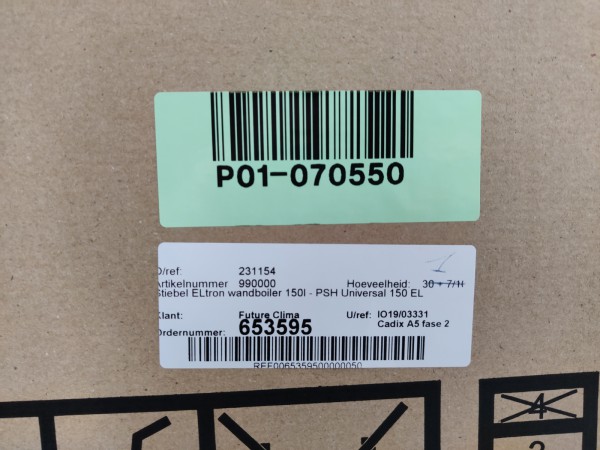 P01-070550
O/ref: 231154
Artikelnummer 990000 Hoeveelheid: 30
1
Stiebel ELtron wandboiler 150l - PSH Universal 150 EL
Klant: Future Clima U/ref: IO19/03331
Cadix A5 fase 2
Ordernummer: 653595
REF0065359500000050
4